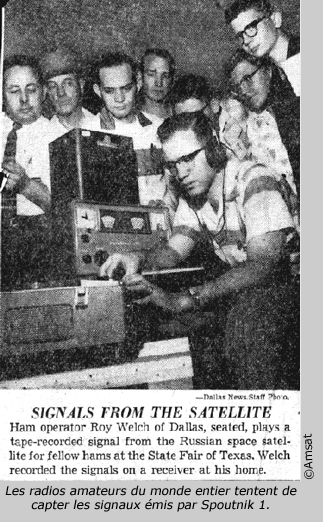 —Dallas News Staff Photo.
SIGNALS FROM THE SATELLITE
Ham operator Roy Welch of Dallas, seated, plays a
tape-recorded signal from the Russian space satel-
lite for fellow hams at the State Fair of Texas. Welch
recorded the signals on a receiver at his home.
©Amsat
Les radios amateurs du monde entier tentent de
capter les signaux émis par Spoutnik 1.